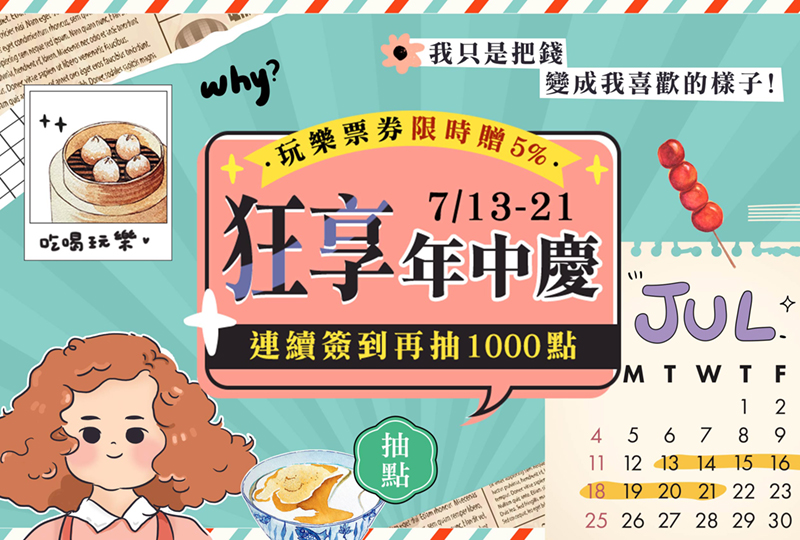 我只是把錢
變成我喜歡的樣子!
why?
·玩樂票券限時贈5%·
7/13-21
狂享年中慶
連續簽到再抽1000點
吃喝玩樂
抽點
JUL
M T W T F
1 2
4 5 6 7 8 9
11 12 13 14 15 16
18 19 20 21 22 23
25 26 27 28 29 30